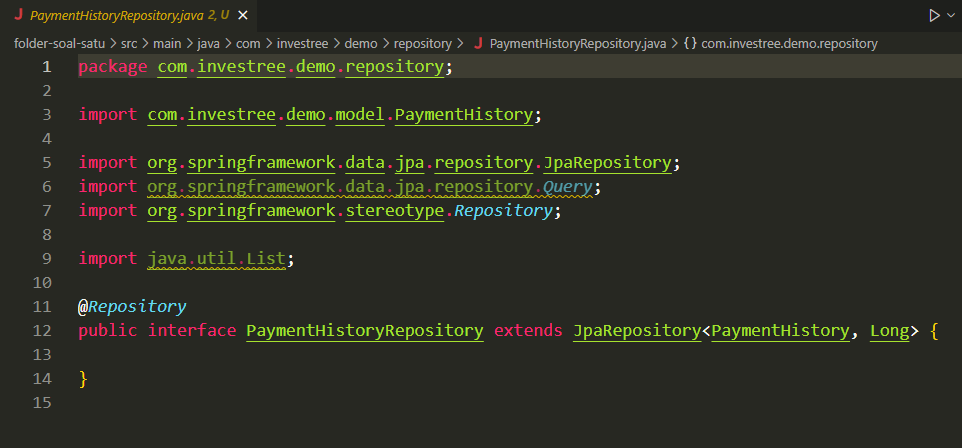 J PaymentHistoryRepository.java 2, U ×
folder-soal-satu > src > main > java > com > investree > demo > repository > J PaymentHistoryRepository.java > {} com.investree.demo.repository
1 package com.investree.demo.repository;
2
3 import com.investree.demo.model.PaymentHistory;
4
5 import org.springframework.data.jpa.repository.JpaRepository;
6 import org.springframework.data.jpa.repository.Query;
7 import org.springframework.stereotype.Repository;
8
9 import java.util.List;
10
11 @Repository
12 public interface PaymentHistoryRepository extends JpaRepository<PaymentHistory, Long> {
13
14 }
15